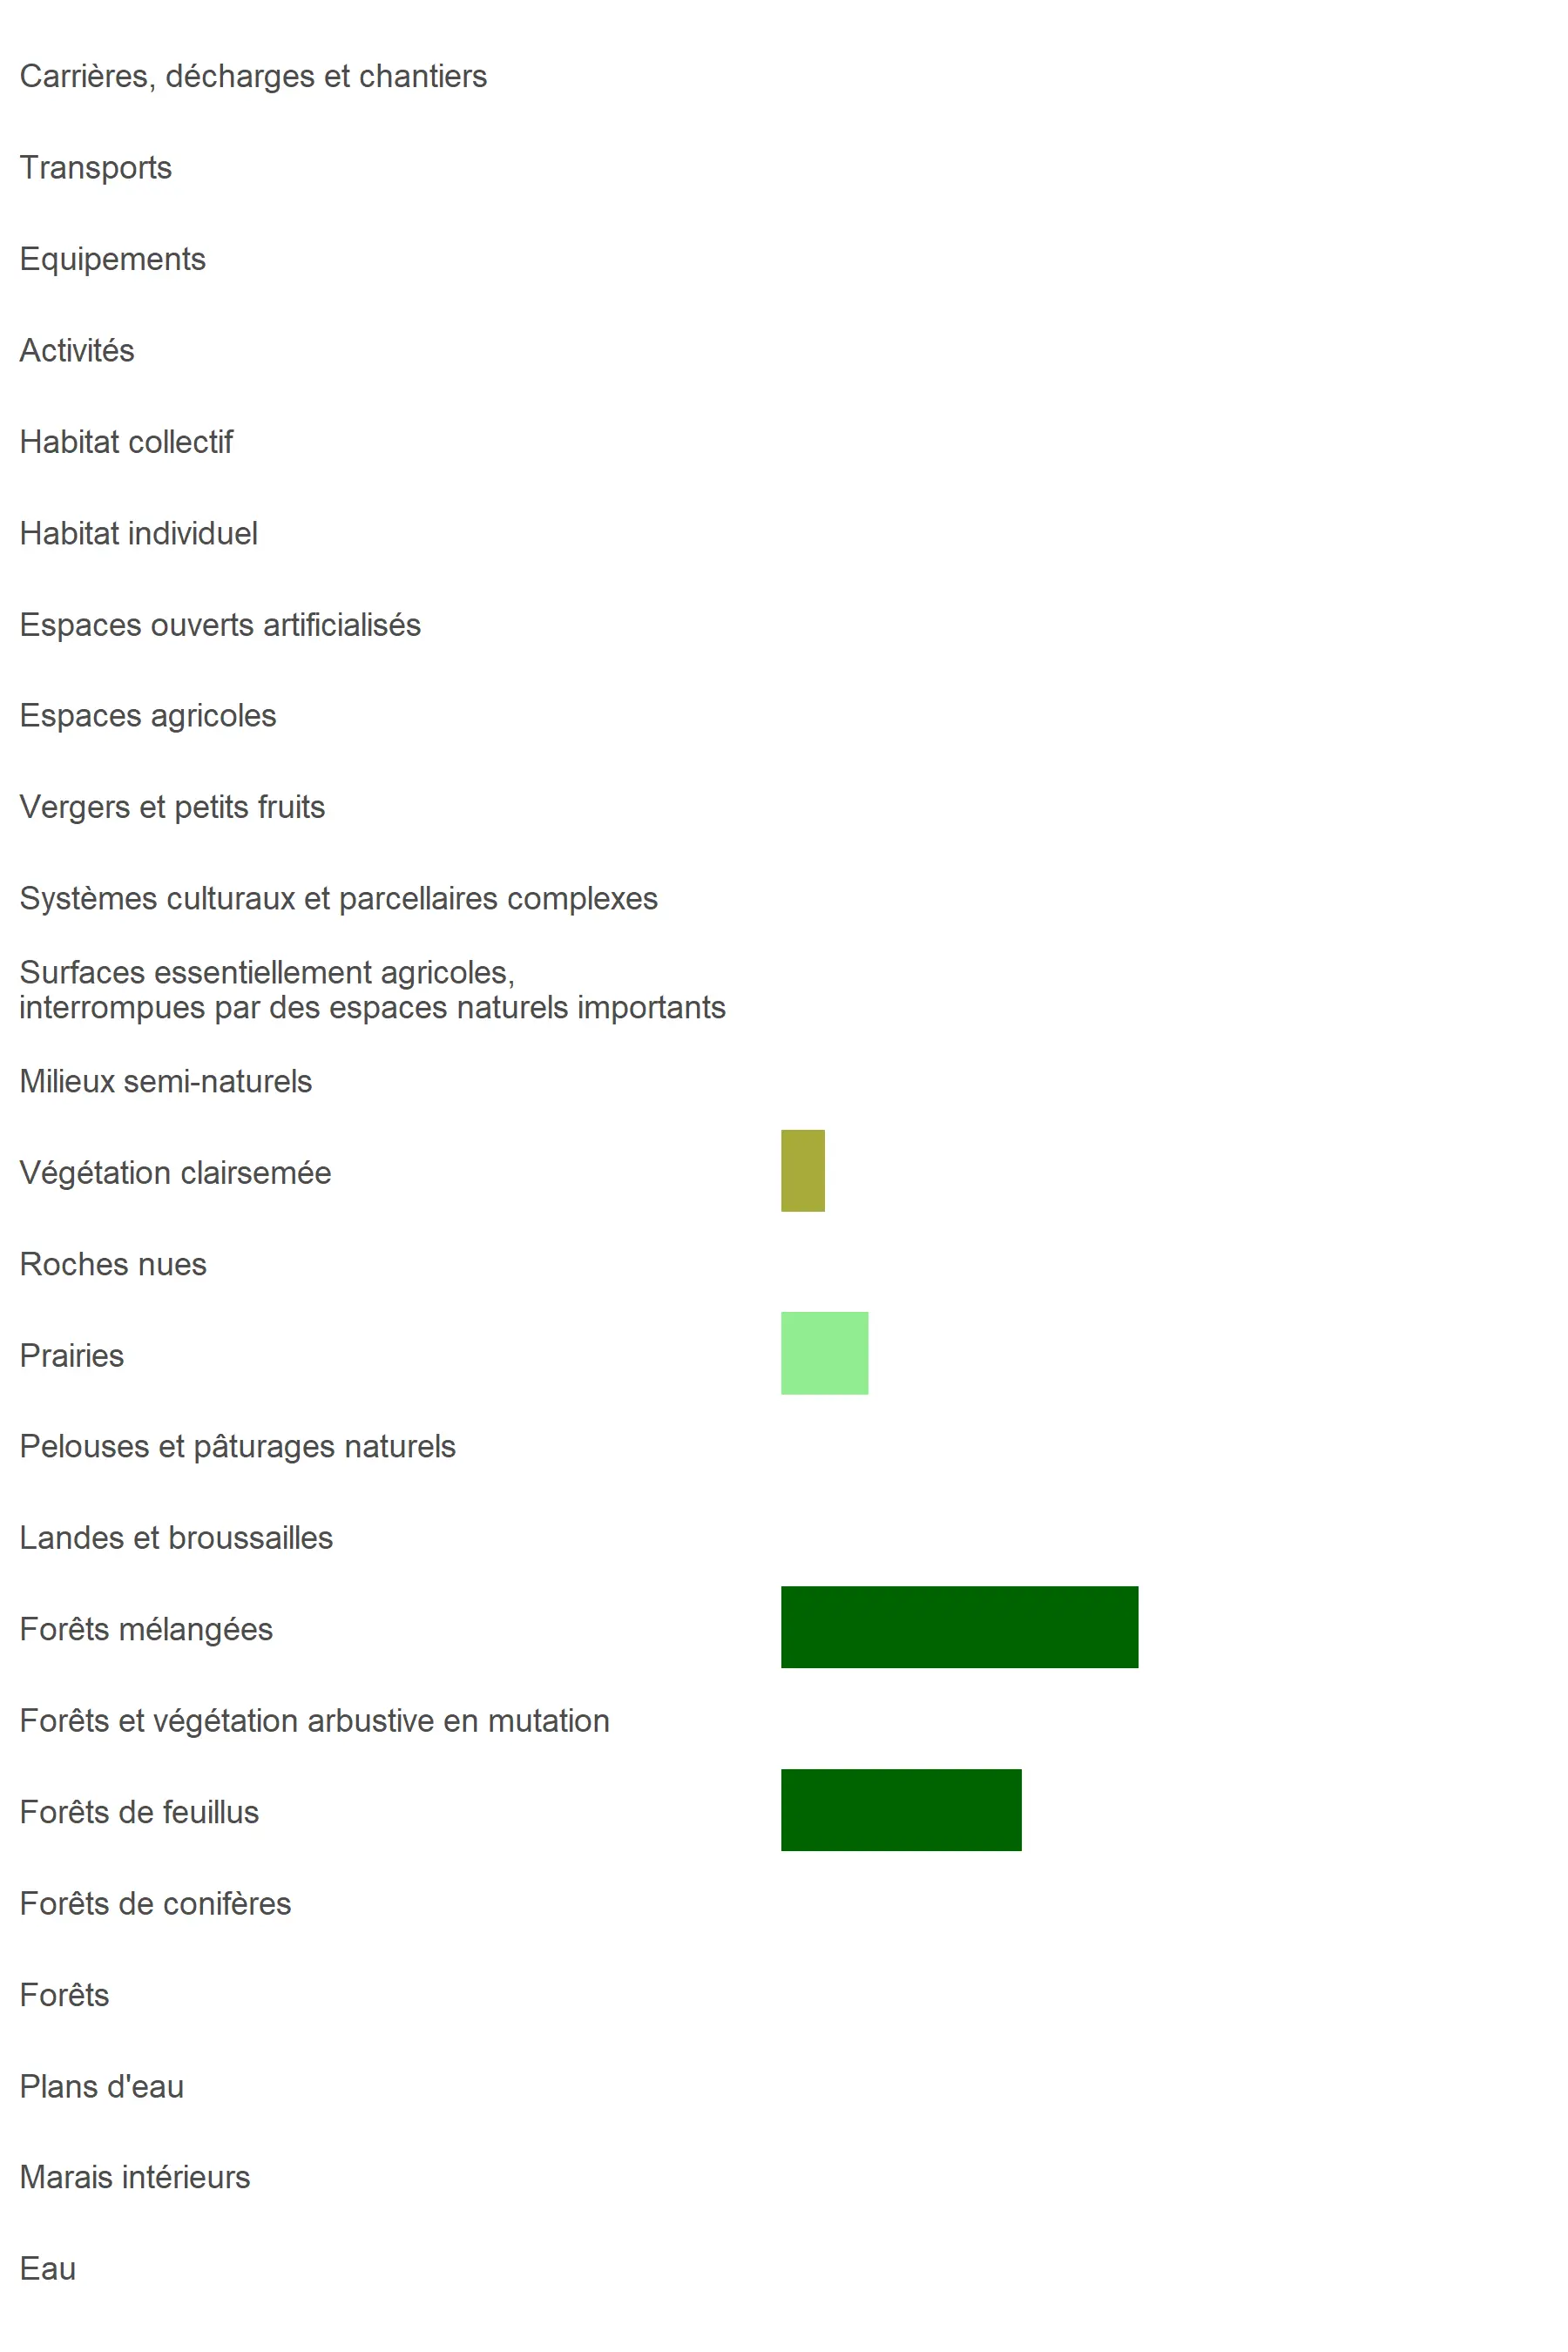 Carrières, décharges et chantiers
Transports
Equipements
Activités
Habitat collectif
Habitat individuel
Espaces ouverts artificialisés
Espaces agricoles
Vergers et petits fruits
Systèmes culturaux et parcellaires complexes
Surfaces essentiellement agricoles,
interrompues par des espaces naturels importants
Milieux semi-naturels
Végétation clairsemée
Roches nues
Prairies
Pelouses et pâturages naturels
Landes et broussailles
Forêts mélangées
Forêts et végétation arbustive en mutation
Forêts de feuillus
Forêts de conifères
Forêts
Plans d'eau
Marais intérieurs
Eau